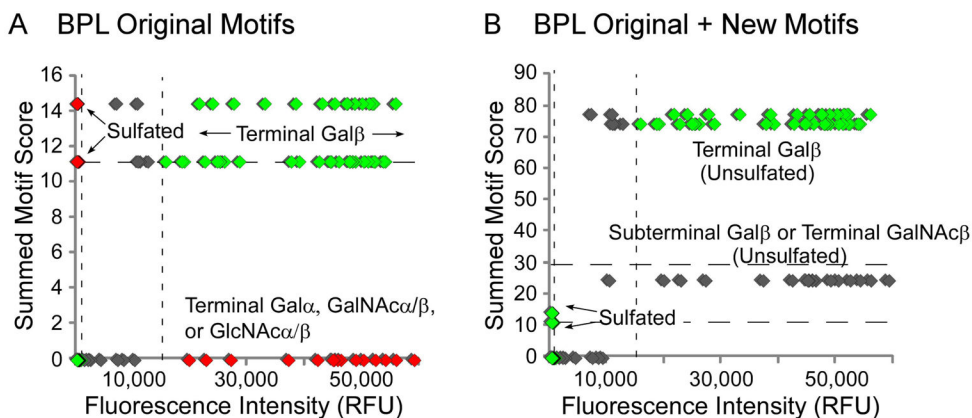 A BPL Original Motifs
Summed Motif Score
16
14
12
10
8
6
4
2
0
Sulfated
Terminal Galβ
Terminal Galα, GalNAcα/β,
or GlcNAcα/β
10,000 30,000 50,000
Fluorescence Intensity (RFU)
B BPL Original + New Motifs
Summed Motif Score
90
80
70
60
50
40
30
20
10
0
Terminal Galβ
(Unsulfated)
Subterminal Galβ or Terminal GalNAcβ
(Unsulfated)
Sulfated
10,000 30,000 50,000
Fluorescence Intensity (RFU)